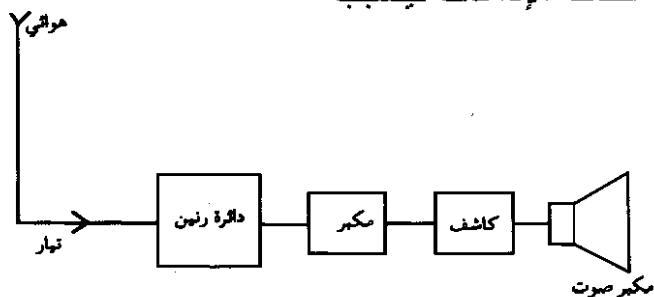 هوائي
تيار
دائرة رنين
مكبر
كاشف
مكبر صوت